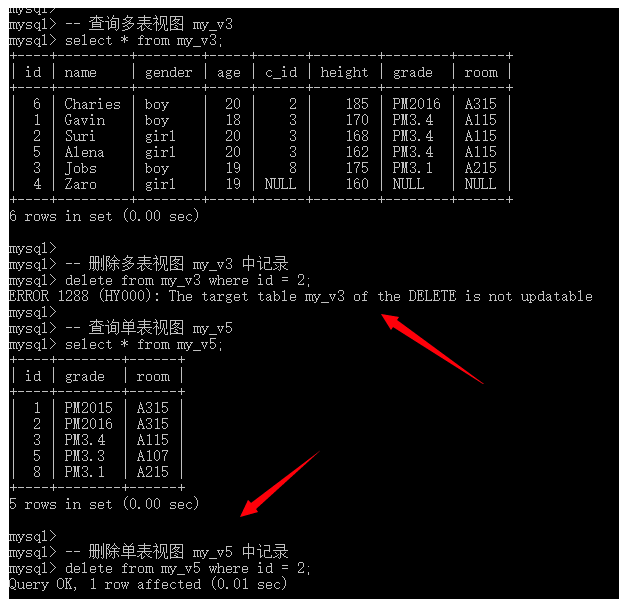 mysql>
mysql> -- 查询多表视图 my_v3
mysql> select * from my_v3;
+----+---------+--------+-----+------+--------+--------+------+
| id | name    | gender | age | c_id | height | grade  | room |
+----+---------+--------+-----+------+--------+--------+------+
|  6 | Charies | boy    |  20 |    2 |    185 | PM2016 | A315 |
|  1 | Gavin   | boy    |  18 |    3 |    170 | PM3.4  | A115 |
|  2 | Suri    | girl   |  20 |    3 |    168 | PM3.4  | A115 |
|  5 | Alena   | girl   |  20 |    3 |    162 | PM3.4  | A115 |
|  3 | Jobs    | boy    |  19 |    8 |    175 | PM3.1  | A215 |
|  4 | Zaro    | girl   |  19 | NULL |    160 | NULL   | NULL |
+----+---------+--------+-----+------+--------+--------+------+
6 rows in set (0.00 sec)
mysql>
mysql> -- 删除多表视图 my_v3 中记录
mysql> delete from my_v3 where id = 2;
ERROR 1288 (HY000): The target table my_v3 of the DELETE is not updatable
mysql>
mysql> -- 查询单表视图 my_v5
mysql> select * from my_v5;
+----+--------+------+
| id | grade  | room |
+----+--------+------+
|  1 | PM2015 | A315 |
|  2 | PM2016 | A315 |
|  3 | PM3.4  | A115 |
|  5 | PM3.3  | A107 |
|  8 | PM3.1  | A215 |
+----+--------+------+
5 rows in set (0.00 sec)
mysql>
mysql> -- 删除单表视图 my_v5 中记录
mysql> delete from my_v5 where id = 2;
Query OK, 1 row affected (0.01 sec)